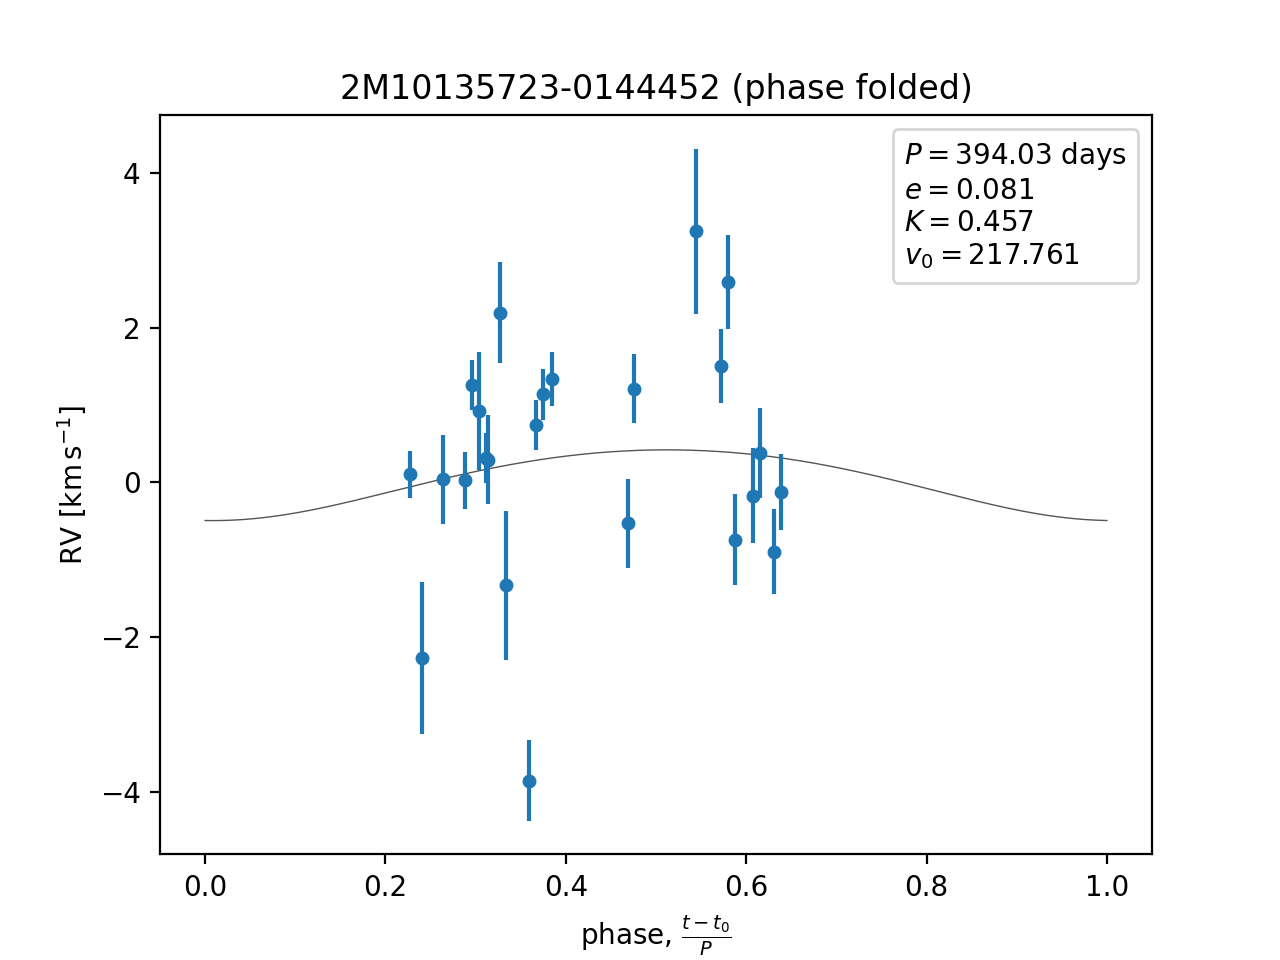 2M10135723-0144452 (phase folded)
P = 394.03 days
e = 0.081
K = 0.457
v₀ = 217.761
4
2
0
−2
−4
RV [km s⁻¹]
0.0 0.2 0.4 0.6 0.8 1.0
phase, (t − t₀)/P